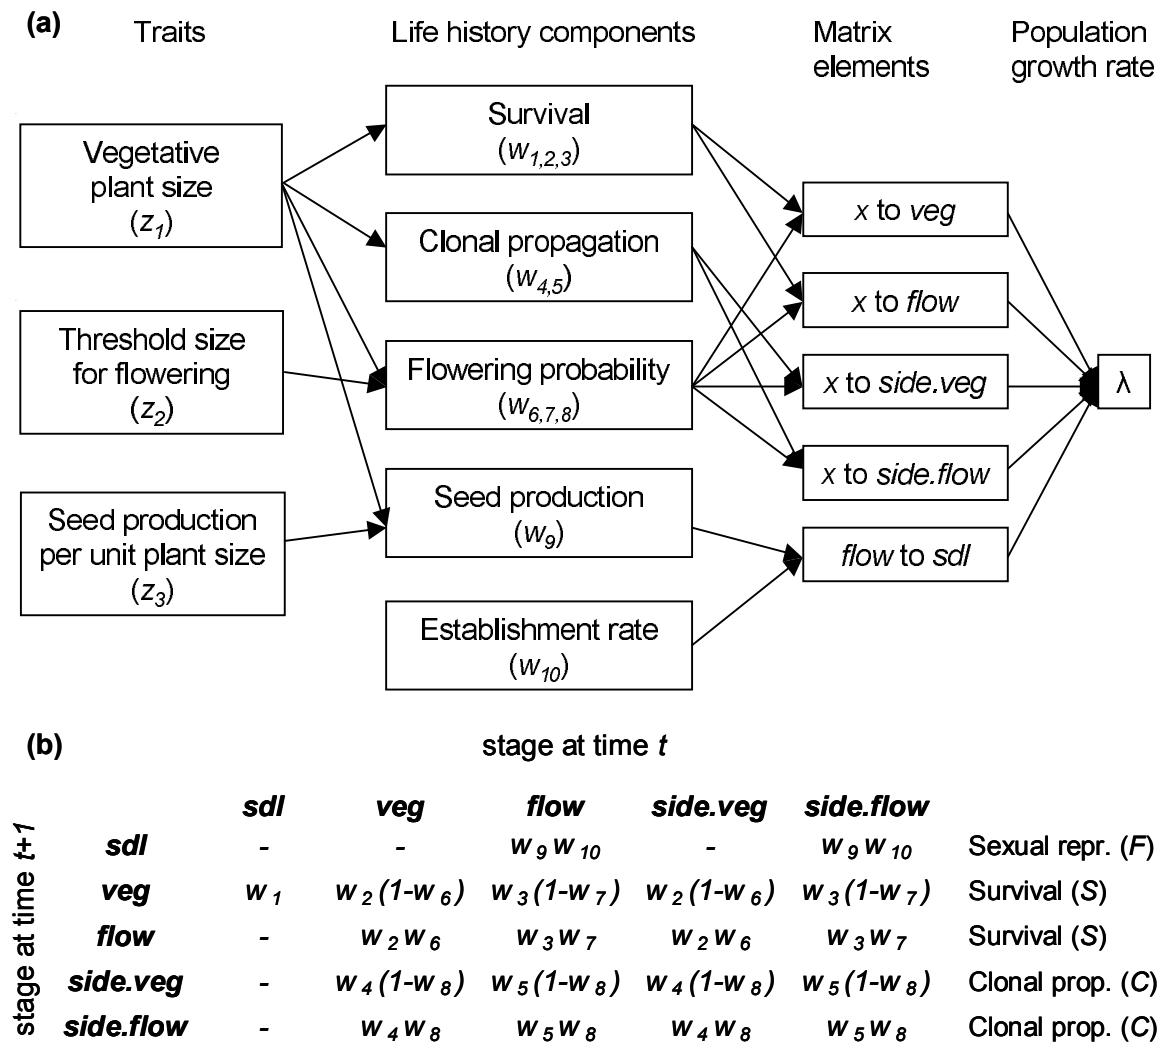 (a) Traits Life history components Matrix elements Population growth rate
Vegetative
plant size
(z1)
Threshold size
for flowering
(z2)
Seed production
per unit plant size
(z3)
Survival
(w1,2,3)
Clonal propagation
(w4,5)
Flowering probability
(w6,7,8)
Seed production
(w9)
Establishment rate
(w10)
x to veg
x to flow
x to side.veg
x to side.flow
flow to sdl
λ
(b) stage at time t
stage at time t+1
sdl veg flow side.veg side.flow
sdl - - w9 w10 - w9 w10 Sexual repr. (F)
veg w1 w2(1-w6) w3(1-w7) w2(1-w6) w3(1-w7) Survival (S)
flow - w2 w6 w3 w7 w2 w6 w3 w7 Survival (S)
side.veg - w4(1-w8) w5(1-w8) w4(1-w8) w5(1-w8) Clonal prop. (C)
side.flow - w4 w8 w5 w8 w4 w8 w5 w8 Clonal prop. (C)